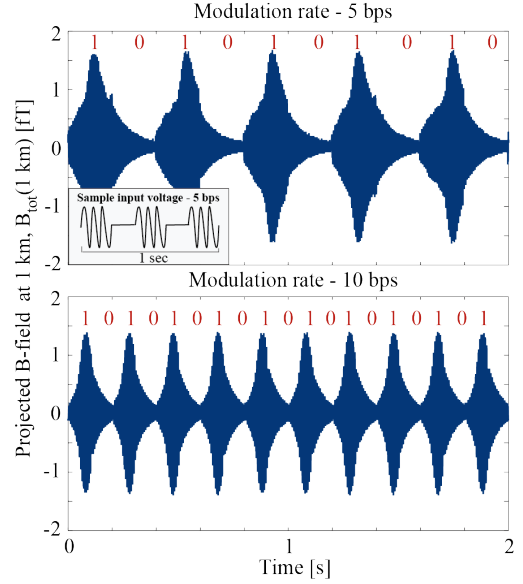 Modulation rate - 5 bps
Projected B-field at 1 km, Btot(1 km) [fT]
2
1 0 1 0 1 0 1 0 1 0
1
0
-1
-2
Sample input voltage - 5 bps
1 sec
Modulation rate - 10 bps
2
1 0 1 0 1 0 1 0 1 0 1 0 1 0 1 0 1 0 1
1
0
-1
-2
0 1 2
Time [s]